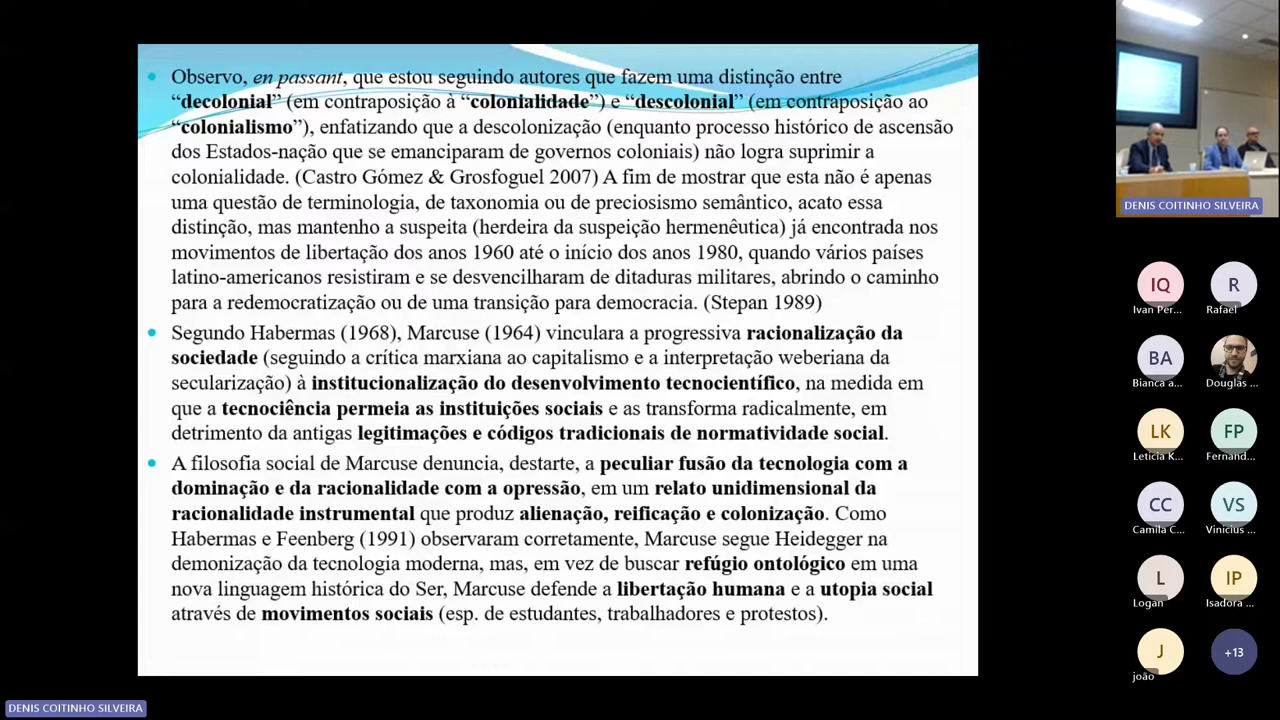 Observo, en passant, que estou seguindo autores que fazem uma distinção entre
“decolonial” (em contraposição à “colonialidade”) e “descolonial” (em contraposição ao
“colonialismo”), enfatizando que a descolonização (enquanto processo histórico de ascensão
dos Estados-nação que se emanciparam de governos coloniais) não logra suprimir a
colonialidade. (Castro Gómez & Grosfoguel 2007) A fim de mostrar que esta não é apenas
uma questão de terminologia, de taxonomia ou de preciosismo semântico, acato essa
distinção, mas mantenho a suspeita (herdeira da suspeição hermenêutica) já encontrada nos
movimentos de libertação dos anos 1960 até o início dos anos 1980, quando vários países
latino-americanos resistiram e se desvencilharam de ditaduras militares, abrindo o caminho
para a redemocratização ou de uma transição para democracia. (Stepan 1989)
Segundo Habermas (1968), Marcuse (1964) vinculara a progressiva racionalização da
sociedade (seguindo a crítica marxiana ao capitalismo e a interpretação weberiana da
secularização) à institucionalização do desenvolvimento tecnocientífico, na medida em
que a tecnociência permeia as instituições sociais e as transforma radicalmente, em
detrimento da antigas legitimações e códigos tradicionais de normatividade social.
A filosofia social de Marcuse denuncia, destarte, a peculiar fusão da tecnologia com a
dominação e da racionalidade com a opressão, em um relato unidimensional da
racionalidade instrumental que produz alienação, reificação e colonização. Como
Habermas e Feenberg (1991) observaram corretamente, Marcuse segue Heidegger na
demonização da tecnologia moderna, mas, em vez de buscar refúgio ontológico em uma
nova linguagem histórica do Ser, Marcuse defende a libertação humana e a utopia social
através de movimentos sociais (esp. de estudantes, trabalhadores e protestos).
DENIS COITINHO SILVEIRA
IQ
Ivan Per...
R
Rafael
BA
Bianca a...
Douglas ...
LK
Letícia K...
FP
Fernand...
CC
Camila C...
VS
Vinicius ...
L
Logan
IP
Isadora ...
J
joão
+13
DENIS COITINHO SILVEIRA